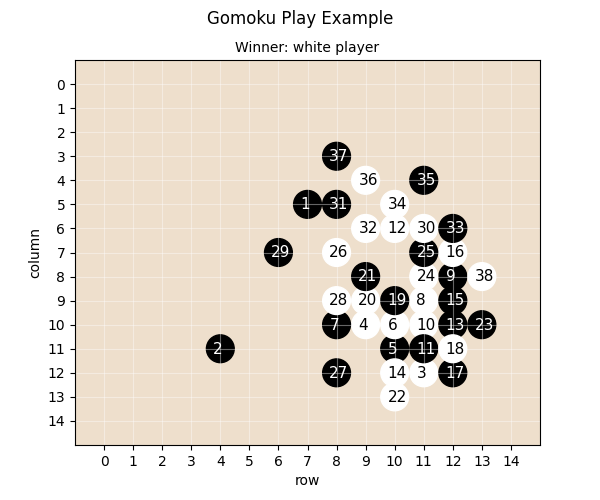 Gomoku Play Example
Winner: white player
0
1
2
3 37
4 36 35
5 1 31 34
6 32 12 30 33
7 29 26 25 16
8 21 24 9 38
9 28 20 19 8 15
10 7 4 6 10 13 23
11 2 5 11 18
12 27 14 3 17
13 22
14
column
0 1 2 3 4 5 6 7 8 9 10 11 12 13 14
row